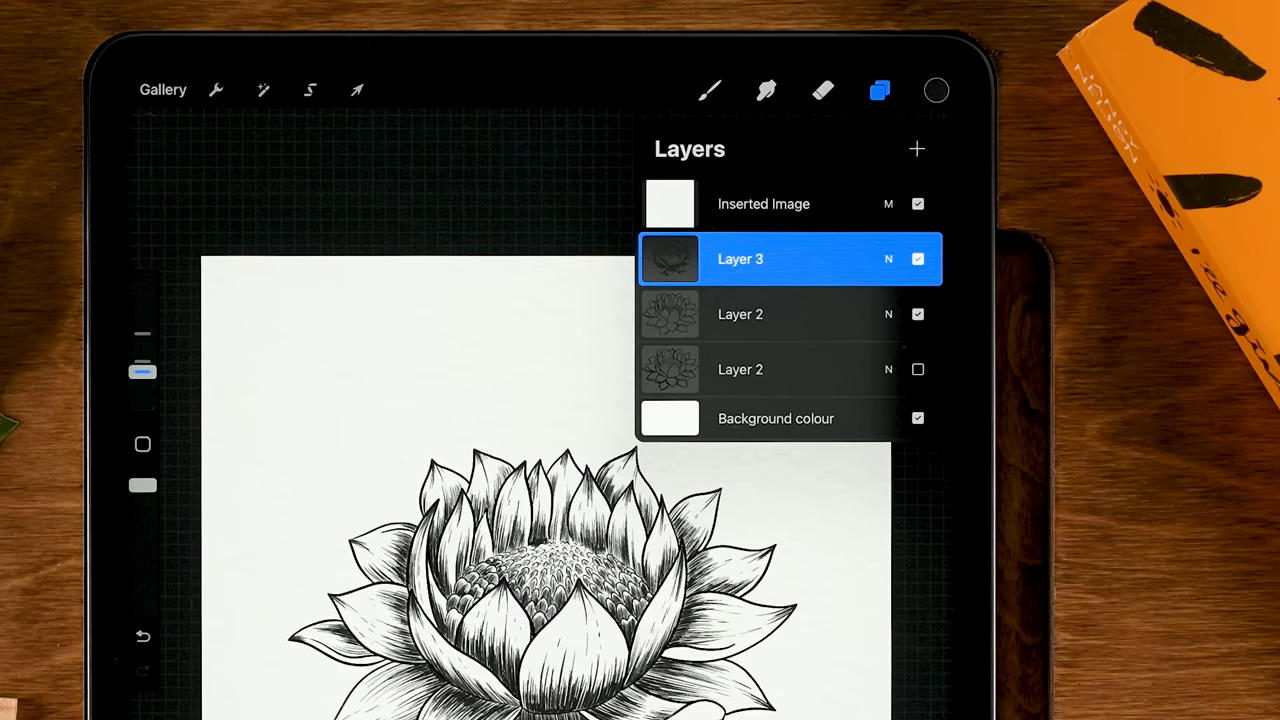 Gallery
Layers
Inserted Image M
Layer 3 N
Layer 2 N
Layer 2 N
Background colour